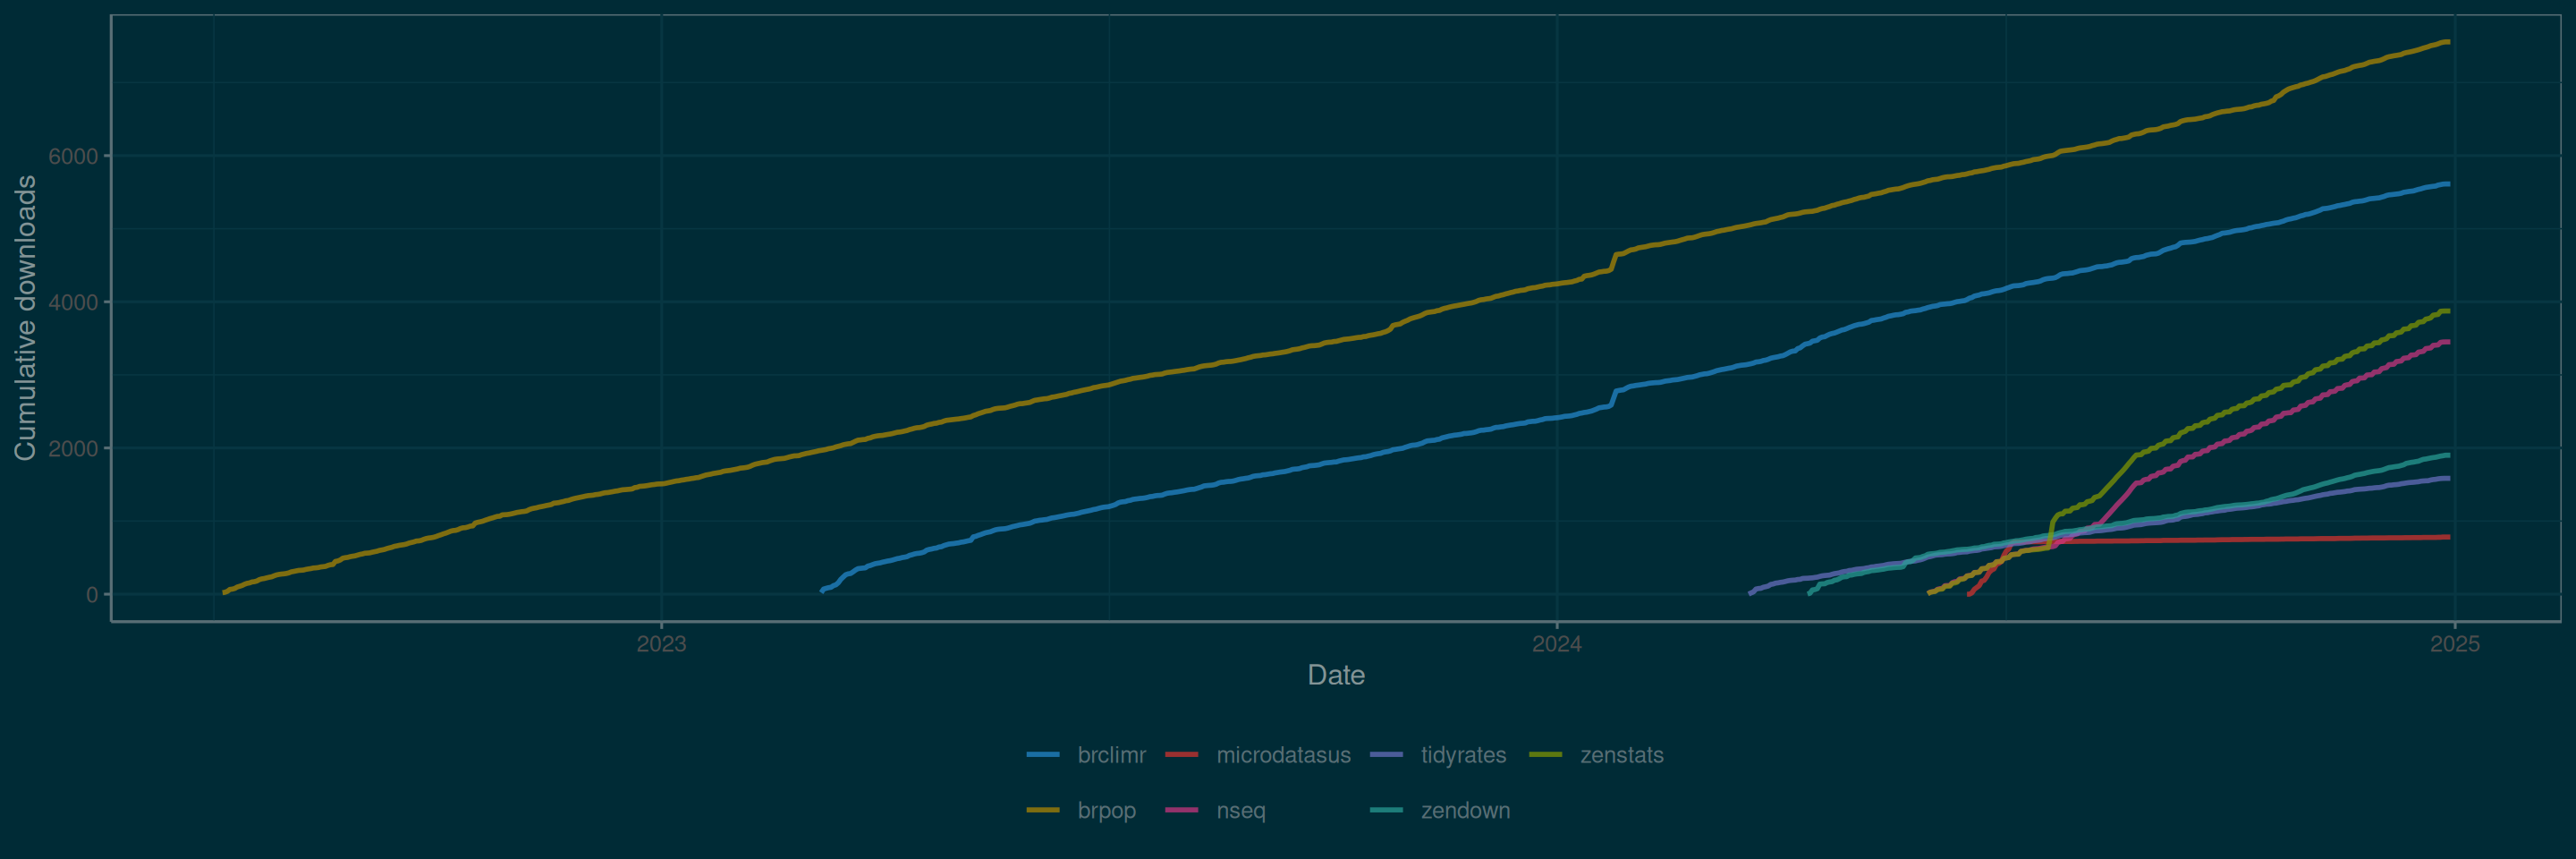 Cumulative downloads
6000
4000
2000
0
2023 2024 2025
Date
brclimr microdatasus tidyrates zenstats
brpop nseq zendown